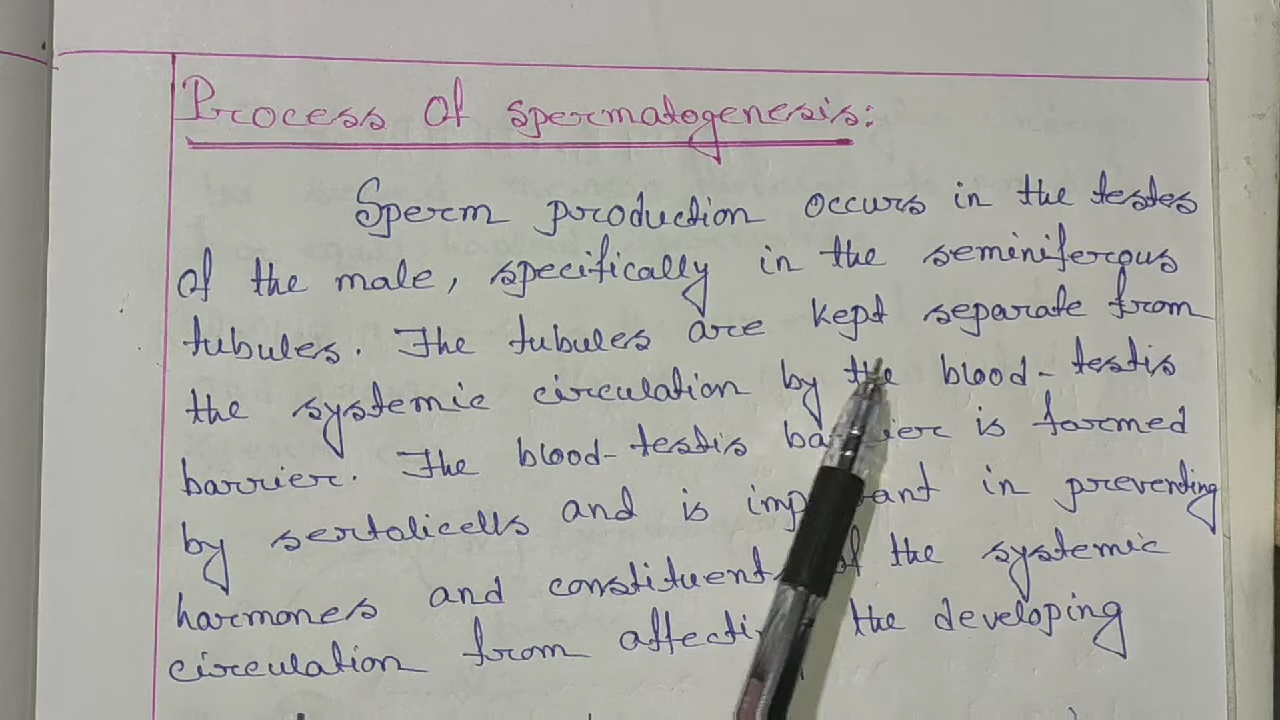 Process of spermatogenesis:
Sperm production occurs in the testes
of the male, specifically in the seminiferous
tubules. The tubules are kept separate from
the systemic circulation by the blood-testis
barrier. The blood-testis barrier is formed
by sertolicells and is important in preventing
hormones and constituents of the systemic
circulation from affecting the developing